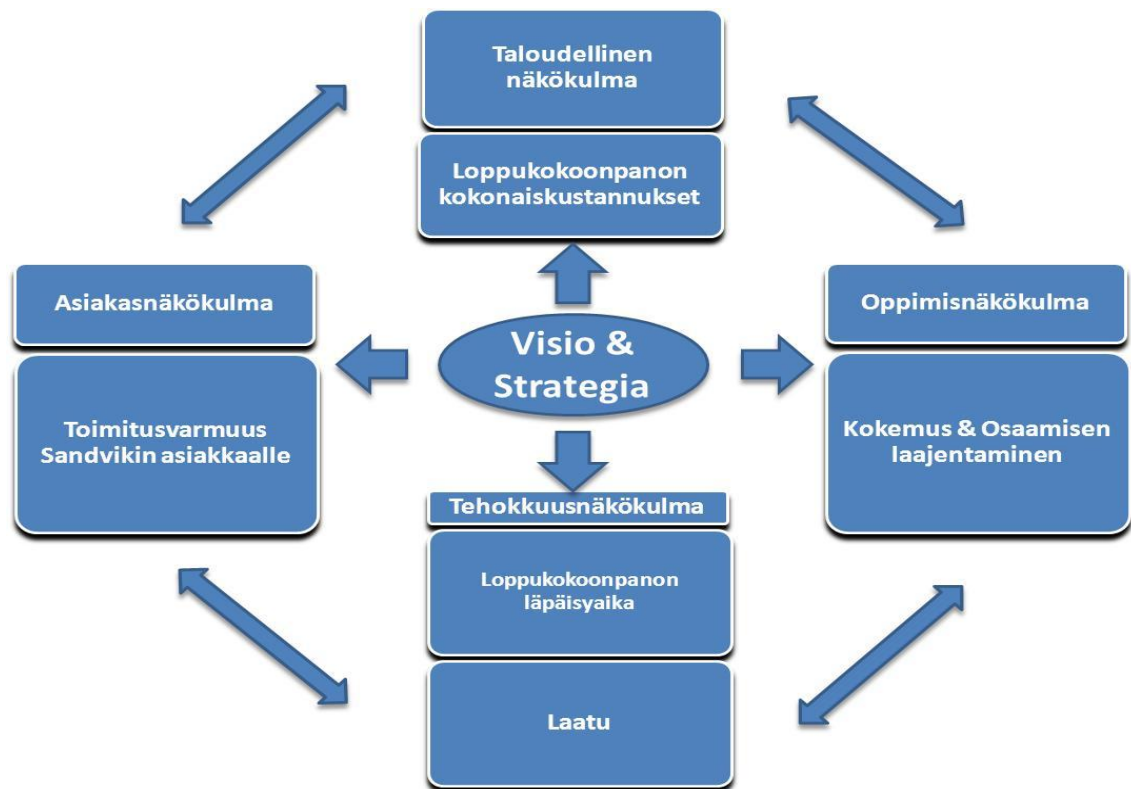 Taloudellinen
näkökulma
Loppukokoonpanon
kokonaiskustannukset
Asiakasnäkökulma
Toimitusvarmuus
Sandvikin asiakkaalle
Visio &
Strategia
Oppimisnäkökulma
Kokemus & Osaamisen
laajentaminen
Tehokkuusnäkökulma
Loppukokoonpanon
läpäisyaika
Laatu